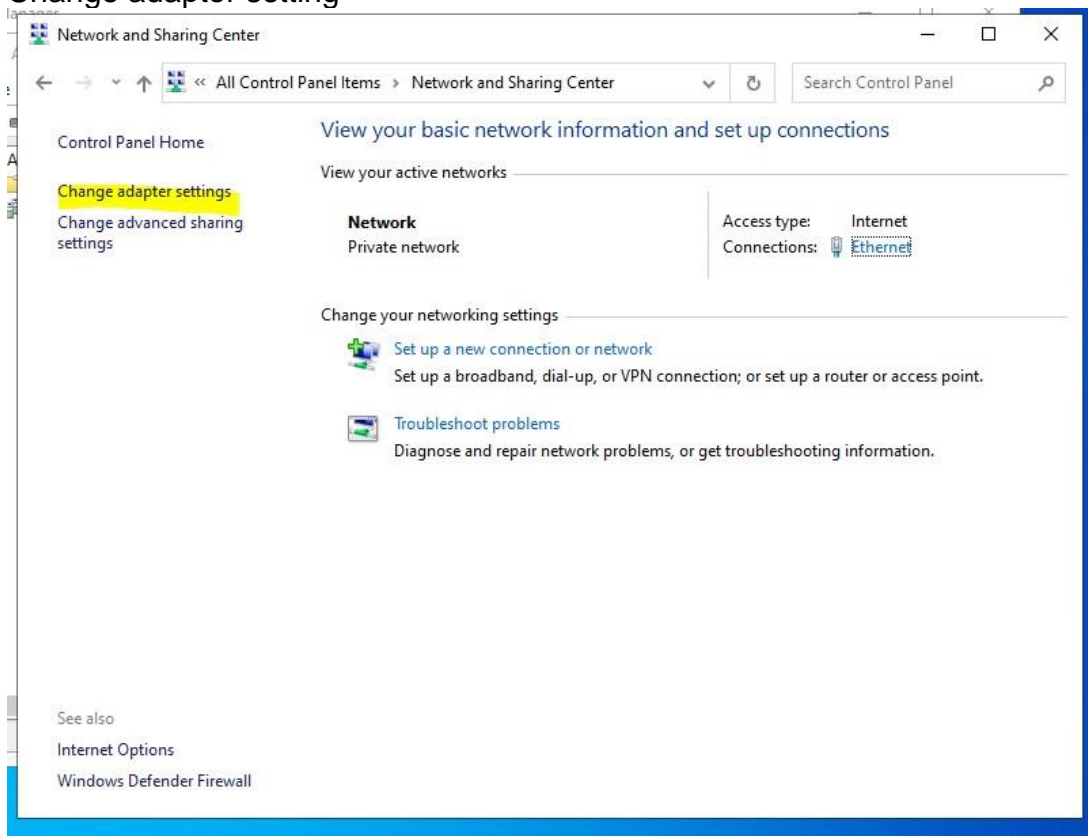 Change adapter setting
Network and Sharing Center
« All Control Panel Items > Network and Sharing Center
Search Control Panel
Control Panel Home
Change adapter settings
Change advanced sharing
settings
View your basic network information and set up connections
View your active networks
Network
Private network
Access type: Internet
Connections: Ethernet
Change your networking settings
Set up a new connection or network
Set up a broadband, dial-up, or VPN connection; or set up a router or access point.
Troubleshoot problems
Diagnose and repair network problems, or get troubleshooting information.
See also
Internet Options
Windows Defender Firewall